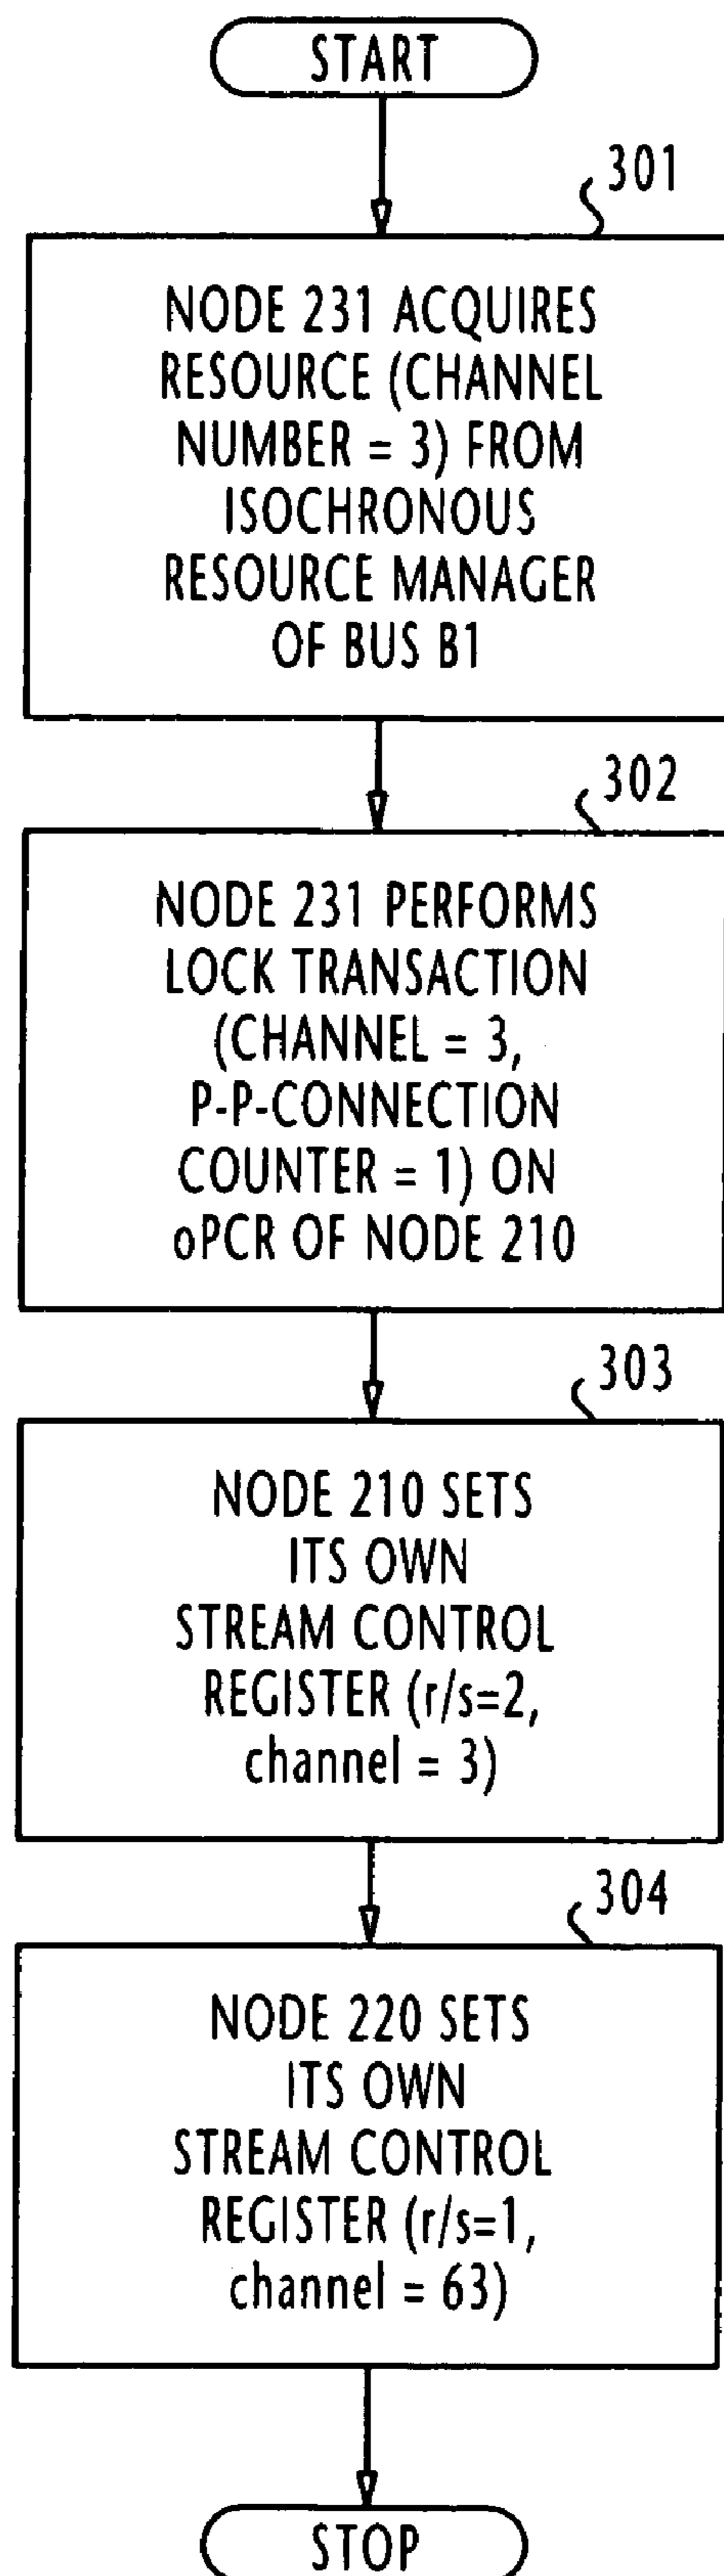 START
301
NODE 231 ACQUIRES
RESOURCE (CHANNEL
NUMBER = 3) FROM
ISOCHRONOUS
RESOURCE MANAGER
OF BUS B1
302
NODE 231 PERFORMS
LOCK TRANSACTION
(CHANNEL = 3,
P-P-CONNECTION
COUNTER = 1) ON
oPCR OF NODE 210
303
NODE 210 SETS
ITS OWN
STREAM CONTROL
REGISTER (r/s=2,
channel = 3)
304
NODE 220 SETS
ITS OWN
STREAM CONTROL
REGISTER (r/s=1,
channel = 63)
STOP